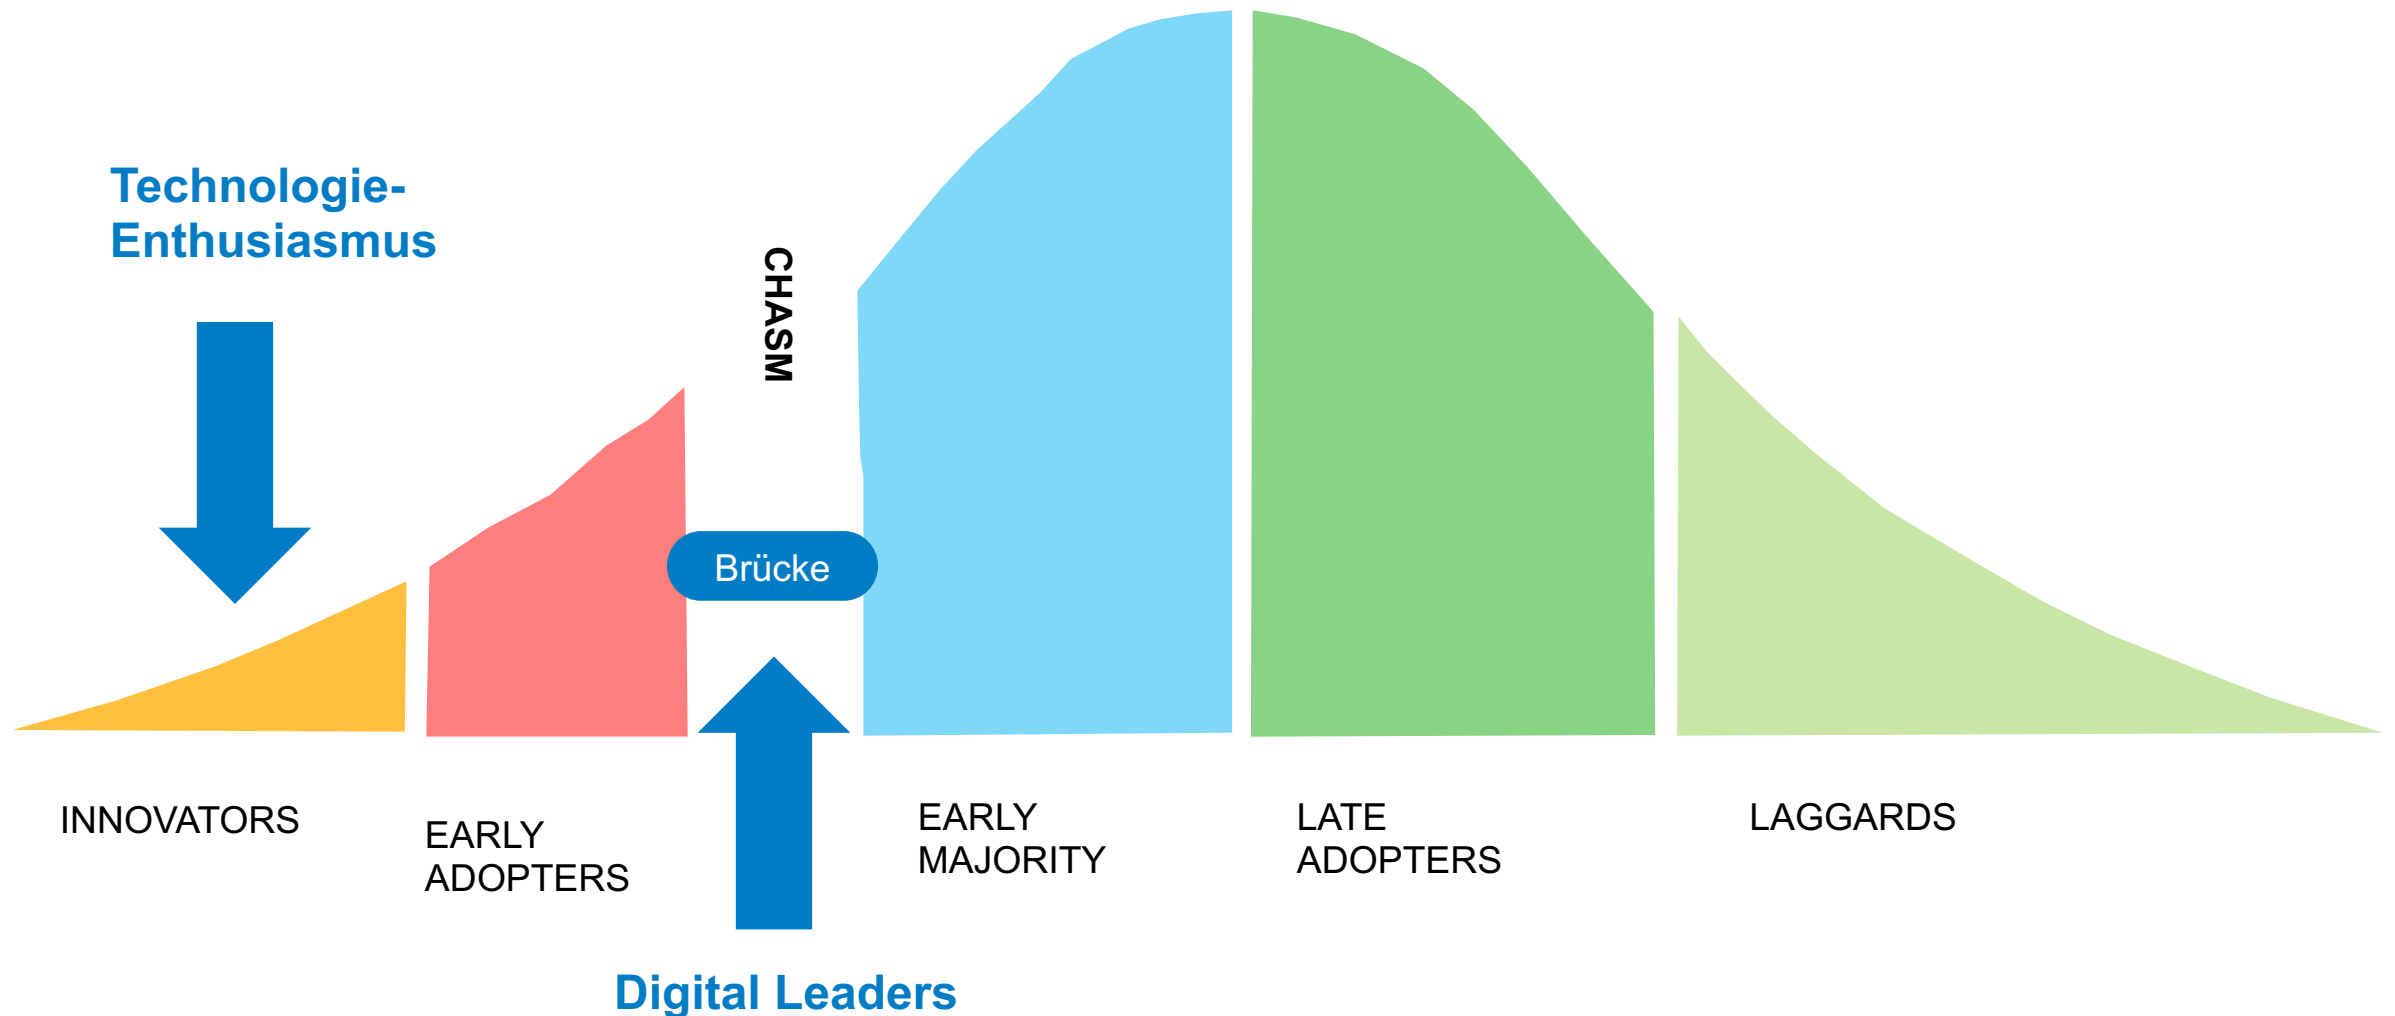 Technologie-
Enthusiasmus
CHASM
Brücke
INNOVATORS
EARLY
ADOPTERS
EARLY
MAJORITY
LATE
ADOPTERS
LAGGARDS
Digital Leaders